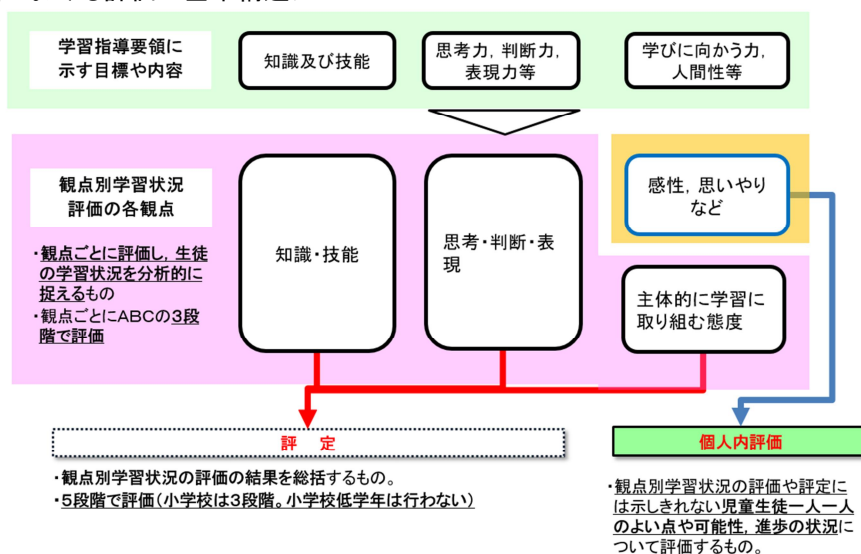 学習指導要領に
示す目標や内容
知識及び技能
思考力，判断力，
表現力等
学びに向かう力，
人間性等
観点別学習状況
評価の各観点
・観点ごとに評価し，生徒
の学習状況を分析的に
捉えるもの
・観点ごとにABCの３段
階で評価
知識・技能
思考・判断・表
現
感性，思いやり
など
主体的に学習に
取り組む態度
評　定
・観点別学習状況の評価の結果を総括するもの。
・５段階で評価（小学校は３段階。小学校低学年は行わない）
個人内評価
・観点別学習状況の評価や評定に
は示しきれない児童生徒一人一人
のよい点や可能性，進歩の状況に
ついて評価するもの。